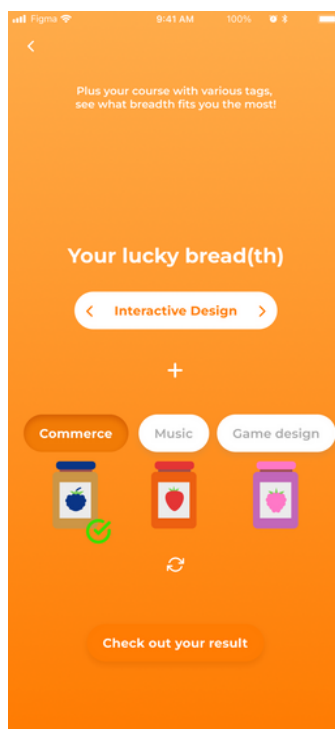 Figma
9:41 AM
100%
Plus your course with various tags,
see what breadth fits you the most!
Your lucky bread(th)
Interactive Design
+
Commerce
Music
Game design
Check out your result